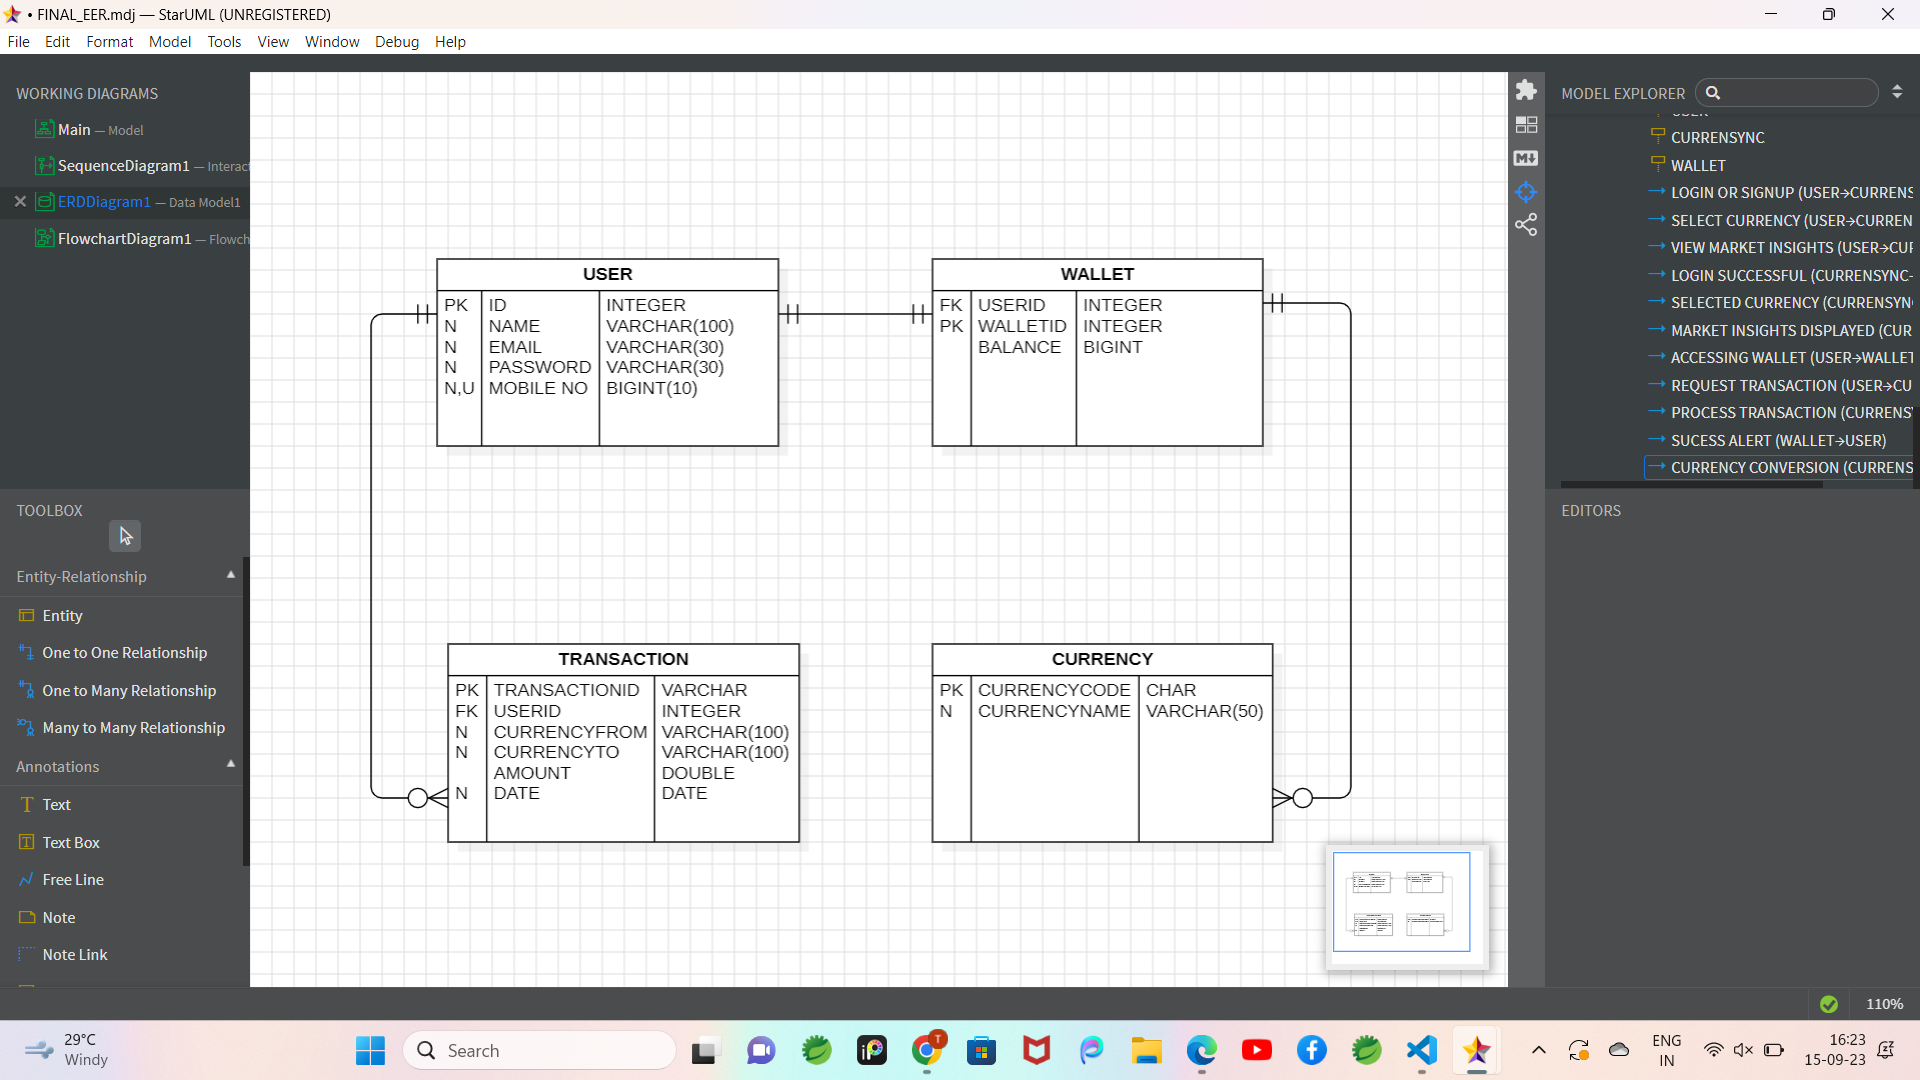 • FINAL_EER.mdj — StarUML (UNREGISTERED)
File Edit Format Model Tools View Window Debug Help
WORKING DIAGRAMS
Main — Model
SequenceDiagram1 — Interact
ERDDiagram1 — Data Model1
FlowchartDiagram1 — Flowch
TOOLBOX
Entity-Relationship
Entity
One to One Relationship
One to Many Relationship
Many to Many Relationship
Annotations
Text
Text Box
Free Line
Note
Note Link
USER
PK ID INTEGER
N NAME VARCHAR(100)
N EMAIL VARCHAR(30)
N PASSWORD VARCHAR(30)
N,U MOBILE NO BIGINT(10)
WALLET
FK USERID INTEGER
PK WALLETID INTEGER
BALANCE BIGINT
TRANSACTION
PK TRANSACTIONID VARCHAR
FK USERID INTEGER
N CURRENCYFROM VARCHAR(100)
N CURRENCYTO VARCHAR(100)
AMOUNT DOUBLE
N DATE DATE
CURRENCY
PK CURRENCYCODE CHAR
N CURRENCYNAME VARCHAR(50)
MODEL EXPLORER
USER
CURRENSYNC
WALLET
LOGIN OR SIGNUP (USER→CURRENS
SELECT CURRENCY (USER→CURREN
VIEW MARKET INSIGHTS (USER→CUF
LOGIN SUCCESSFUL (CURRENSYNC-
SELECTED CURRENCY (CURRENSYN
MARKET INSIGHTS DISPLAYED (CUR
ACCESSING WALLET (USER→WALLET
REQUEST TRANSACTION (USER→CU
PROCESS TRANSACTION (CURRENSY
SUCESS ALERT (WALLET→USER)
CURRENCY CONVERSION (CURRENS
EDITORS
110%
29°C
Windy
Search
ENG
IN
16:23
15-09-23